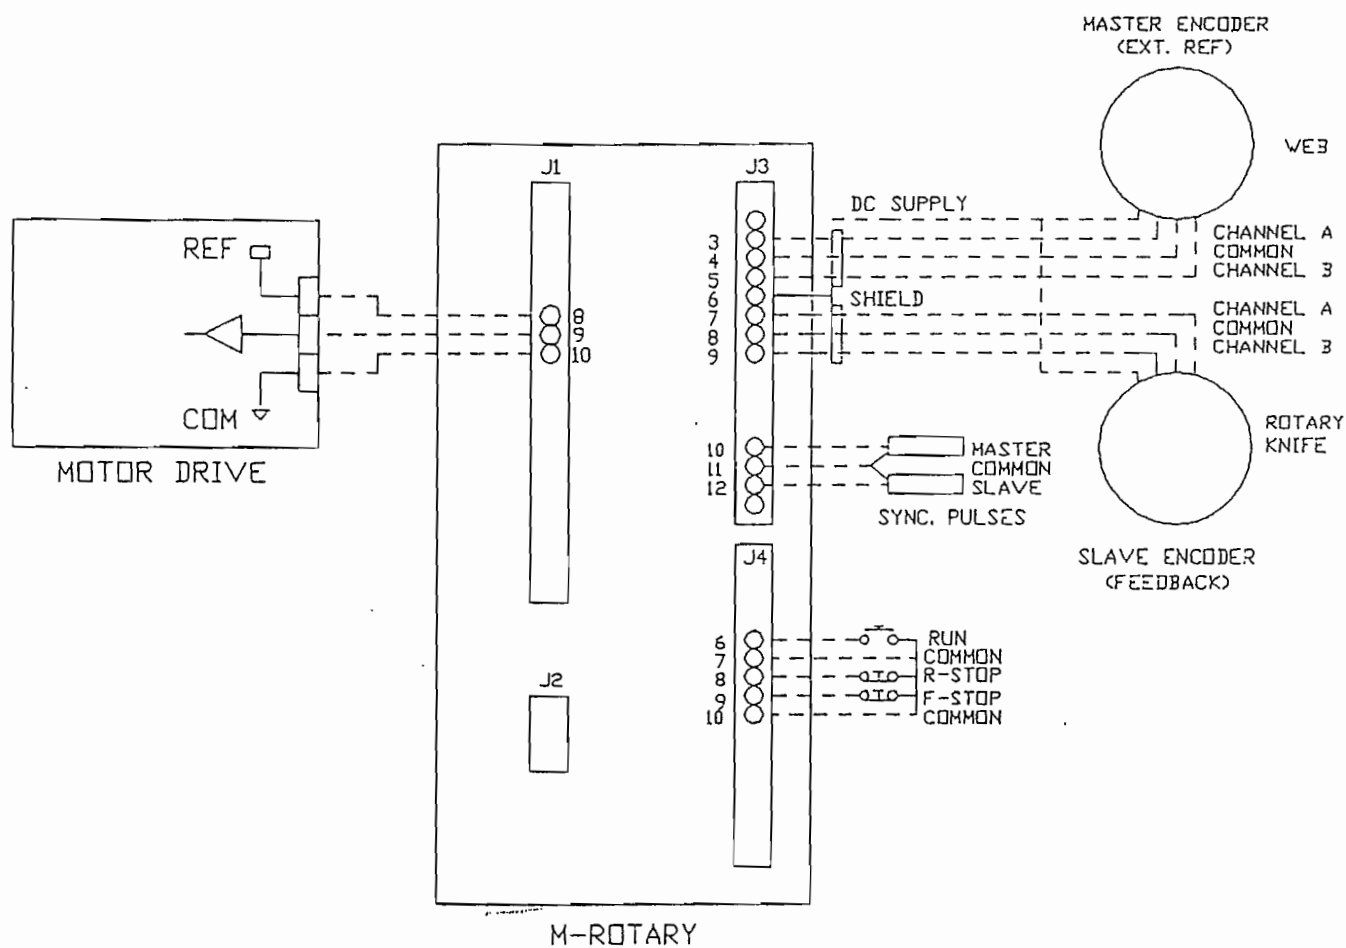 MASTER ENCODER
(EXT. REF)
WEB
J1
J3
DC SUPPLY
REF
3
CHANNEL A
4
COMMON
5
CHANNEL B
6
SHIELD
8
7
CHANNEL A
9
8
COMMON
10
9
CHANNEL B
COM
MOTOR DRIVE
ROTARY
KNIFE
10
MASTER
11
COMMON
12
SLAVE
SYNC. PULSES
SLAVE ENCODER
(FEEDBACK)
J4
6
RUN
7
COMMON
8
R-STOP
J2
9
F-STOP
10
COMMON
M-ROTARY